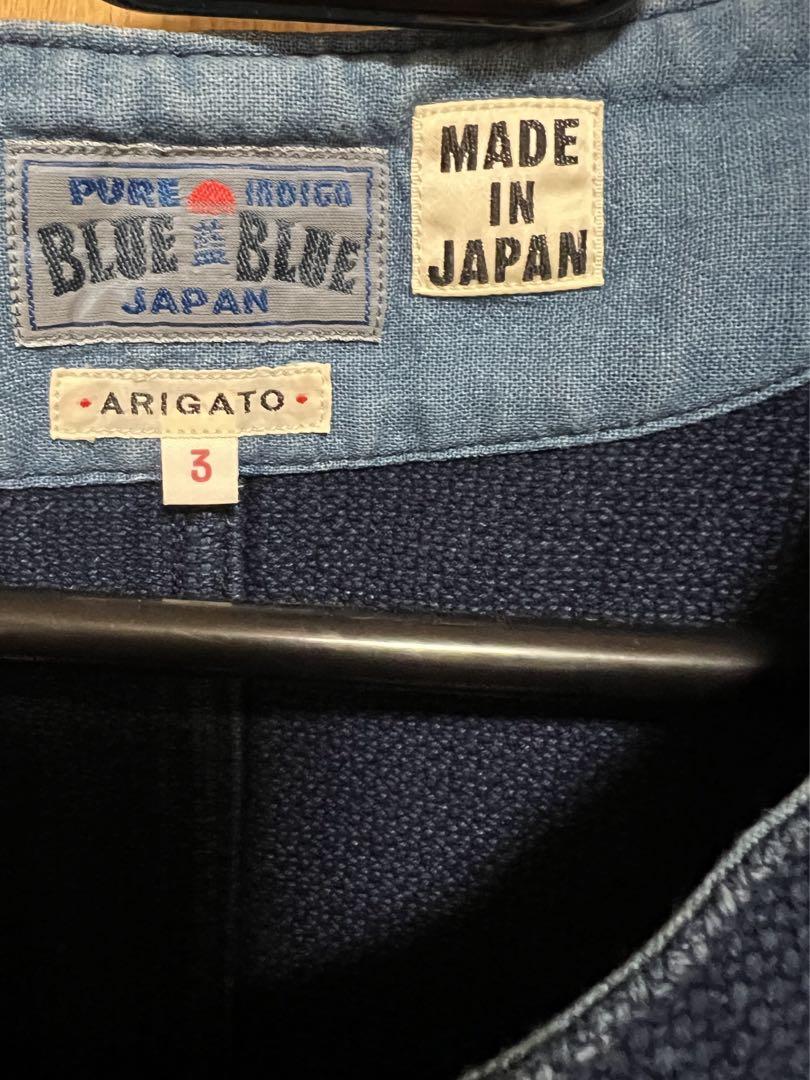 PURE INDIGO
BLUE BLUE
JAPAN
MADE
IN
JAPAN
• ARIGATO •
3